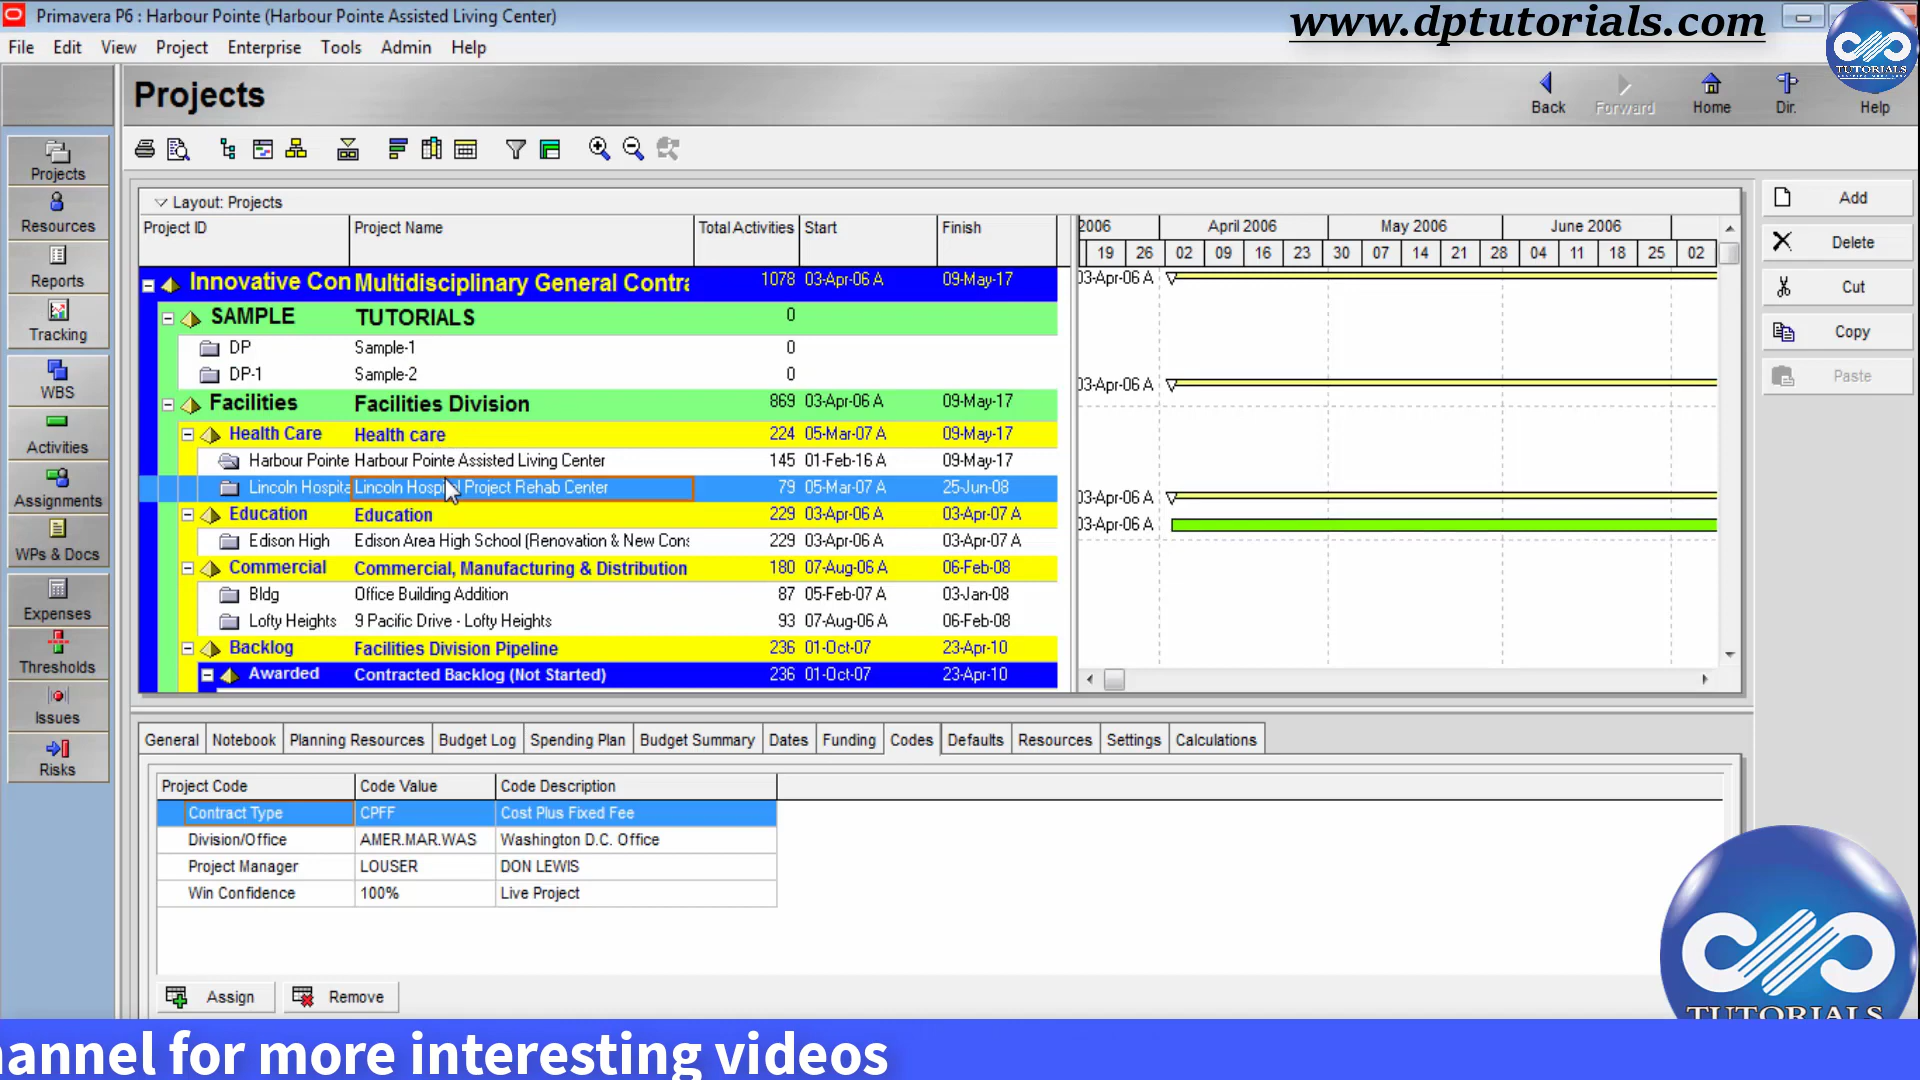 Primavera P6 : Harbour Pointe (Harbour Pointe Assisted Living Center)
www.dptutorials.com
TUTORIALS
File Edit View Project Enterprise Tools Admin Help
Projects
Back Forward Home Dir. Help
Projects
Resources
Reports
Tracking
WBS
Activities
Assignments
WPs & Docs
Expenses
Thresholds
Issues
Risks
Layout: Projects
Project ID Project Name Total Activities Start Finish
Innovative Con Multidisciplinary General Contra 1078 03-Apr-06 A 09-May-17
SAMPLE TUTORIALS 0
DP Sample-1 0
DP-1 Sample-2 0
Facilities Facilities Division 869 03-Apr-06 A 09-May-17
Health Care Health care 224 05-Mar-07 A 09-May-17
Harbour Pointe Harbour Pointe Assisted Living Center 145 01-Feb-16 A 09-May-17
Lincoln Hospita Lincoln Hospital Project Rehab Center 79 05-Mar-07 A 25-Jun-08
Education Education 229 03-Apr-06 A 03-Apr-07 A
Edison High Edison Area High School (Renovation & New Cons 229 03-Apr-06 A 03-Apr-07 A
Commercial Commercial, Manufacturing & Distribution 180 07-Aug-06 A 06-Feb-08
Bldg Office Building Addition 87 05-Feb-07 A 03-Jan-08
Lofty Heights 9 Pacific Drive - Lofty Heights 93 07-Aug-06 A 06-Feb-08
Backlog Facilities Division Pipeline 236 01-Oct-07 23-Apr-10
Awarded Contracted Backlog (Not Started) 236 01-Oct-07 23-Apr-10
2006 April 2006 May 2006 June 2006
19 26 02 09 16 23 30 07 14 21 28 04 11 18 25 02
03-Apr-06 A
03-Apr-06 A
03-Apr-06 A
03-Apr-06 A
Add
Delete
Cut
Copy
Paste
General Notebook Planning Resources Budget Log Spending Plan Budget Summary Dates Funding Codes Defaults Resources Settings Calculations
Project Code Code Value Code Description
Contract Type CPFF Cost Plus Fixed Fee
Division/Office AMER.MAR.WAS Washington D.C. Office
Project Manager LOUSER DON LEWIS
Win Confidence 100% Live Project
Assign Remove
TUTORIALS
hannel for more interesting videos